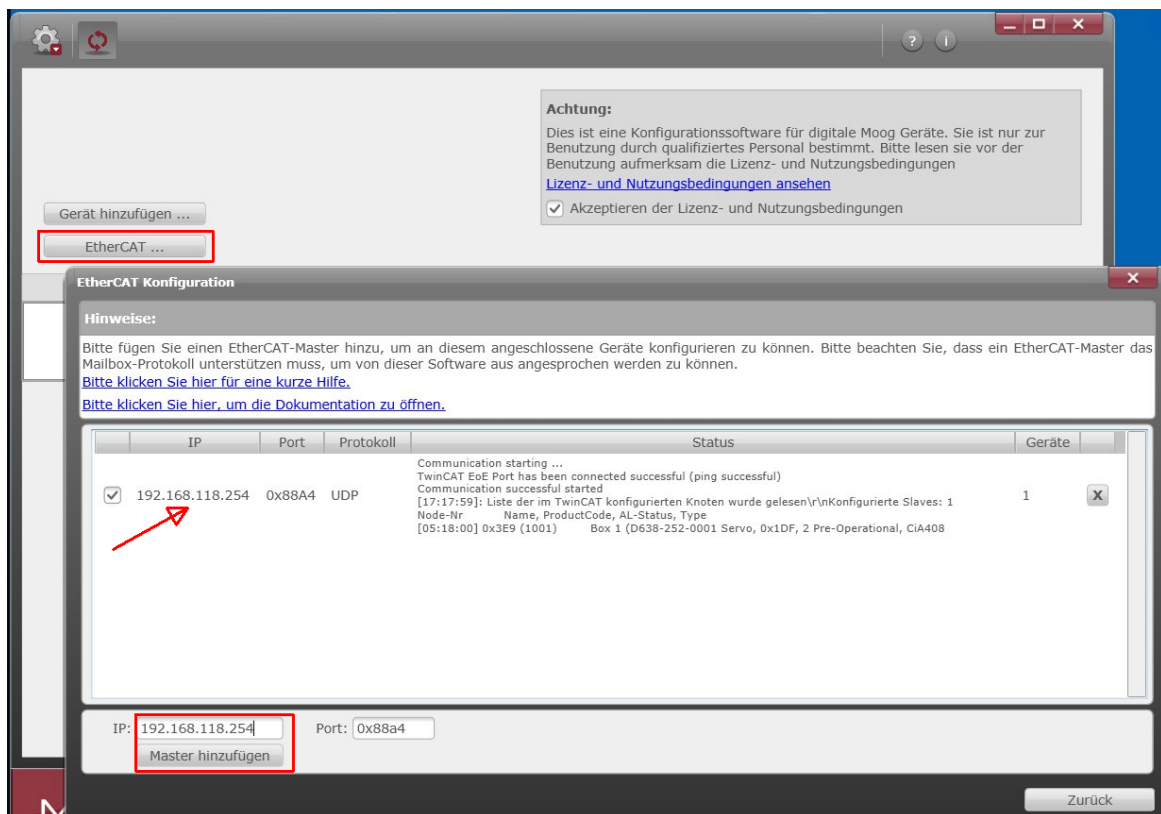 ? i
Achtung:
Dies ist eine Konfigurationssoftware für digitale Moog Geräte. Sie ist nur zur
Benutzung durch qualifiziertes Personal bestimmt. Bitte lesen sie vor der
Benutzung aufmerksam die Lizenz- und Nutzungsbedingungen
Lizenz- und Nutzungsbedingungen ansehen
Akzeptieren der Lizenz- und Nutzungsbedingungen
Gerät hinzufügen ...
EtherCAT ...
EtherCAT Konfiguration
Hinweise:
Bitte fügen Sie einen EtherCAT-Master hinzu, um an diesem angeschlossene Geräte konfigurieren zu können. Bitte beachten Sie, dass ein EtherCAT-Master das
Mailbox-Protokoll unterstützen muss, um von dieser Software aus angesprochen werden zu können.
Bitte klicken Sie hier für eine kurze Hilfe.
Bitte klicken Sie hier, um die Dokumentation zu öffnen.
IP Port Protokoll Status Geräte
Communication starting ...
TwinCAT EoE Port has been connected successful (ping successful)
Communication successful started
192.168.118.254 0x88A4 UDP [17:17:59]: Liste der im TwinCAT konfigurierten Knoten wurde gelesen\r\nKonfigurierte Slaves: 1 1 X
Node-Nr Name, ProductCode, AL-Status, Type
[05:18:00] 0x3E9 (1001) Box 1 (D638-252-0001 Servo, 0x1DF, 2 Pre-Operational, CiA408
IP: 192.168.118.254 Port: 0x88a4
Master hinzufügen
Zurück